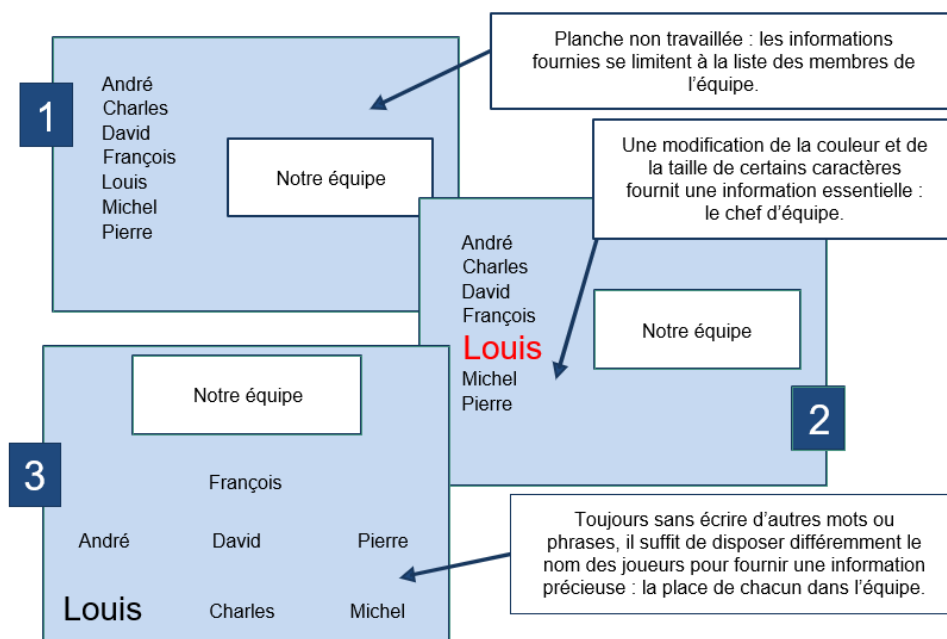 1
André
Charles
David
François
Louis
Michel
Pierre
Notre équipe
Planche non travaillée : les informations
fournies se limitent à la liste des membres de
l’équipe.
2
André
Charles
David
François
Louis
Michel
Pierre
Notre équipe
Une modification de la couleur et de
la taille de certains caractères
fournit une information essentielle :
le chef d’équipe.
3
Notre équipe
François
André David Pierre
Louis Charles Michel
Toujours sans écrire d’autres mots ou
phrases, il suffit de disposer différemment le
nom des joueurs pour fournir une information
précieuse : la place de chacun dans l’équipe.